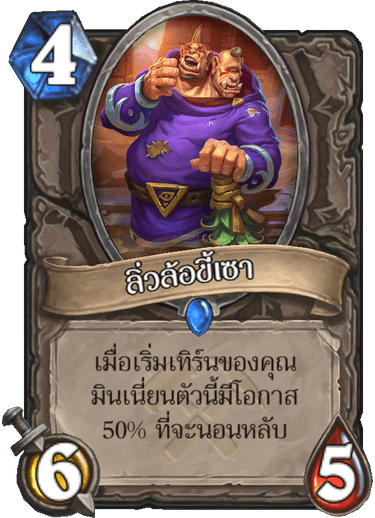 4
ลิ่วล้อขี้เซา
เมื่อเริ่มเทิร์นของคุณ
มินเนี่ยนตัวนี้มีโอกาส
50% ที่จะนอนหลับ
6
5